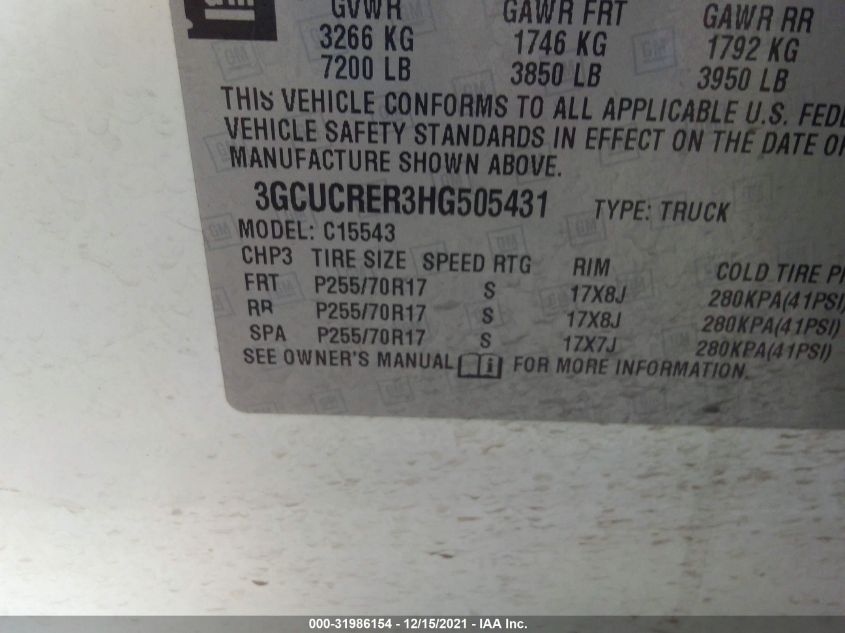 GM
GVWR GAWR FRT GAWR RR
3266 KG 1746 KG 1792 KG
7200 LB 3850 LB 3950 LB
THIS VEHICLE CONFORMS TO ALL APPLICABLE U.S. FEDE
VEHICLE SAFETY STANDARDS IN EFFECT ON THE DATE OF
MANUFACTURE SHOWN ABOVE.
3GCUCRER3HG505431 TYPE: TRUCK
MODEL: C15543
CHP3 TIRE SIZE SPEED RTG RIM COLD TIRE PR
FRT P255/70R17 S 17X8J 280KPA(41PSI)
RR P255/70R17 S 17X8J 280KPA(41PSI)
SPA P255/70R17 S 17X7J 280KPA(41PSI)
SEE OWNER'S MANUAL i FOR MORE INFORMATION.
000-31986154 - 12/15/2021 - IAA Inc.